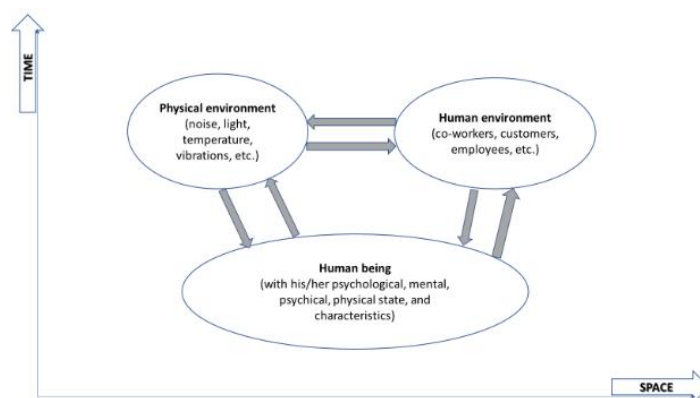 TIME
Physical environment
(noise, light,
temperature,
vibrations, etc.)
Human environment
(co-workers, customers,
employees, etc.)
Human being
(with his/her psychological, mental,
psychical, physical state, and
characteristics)
SPACE